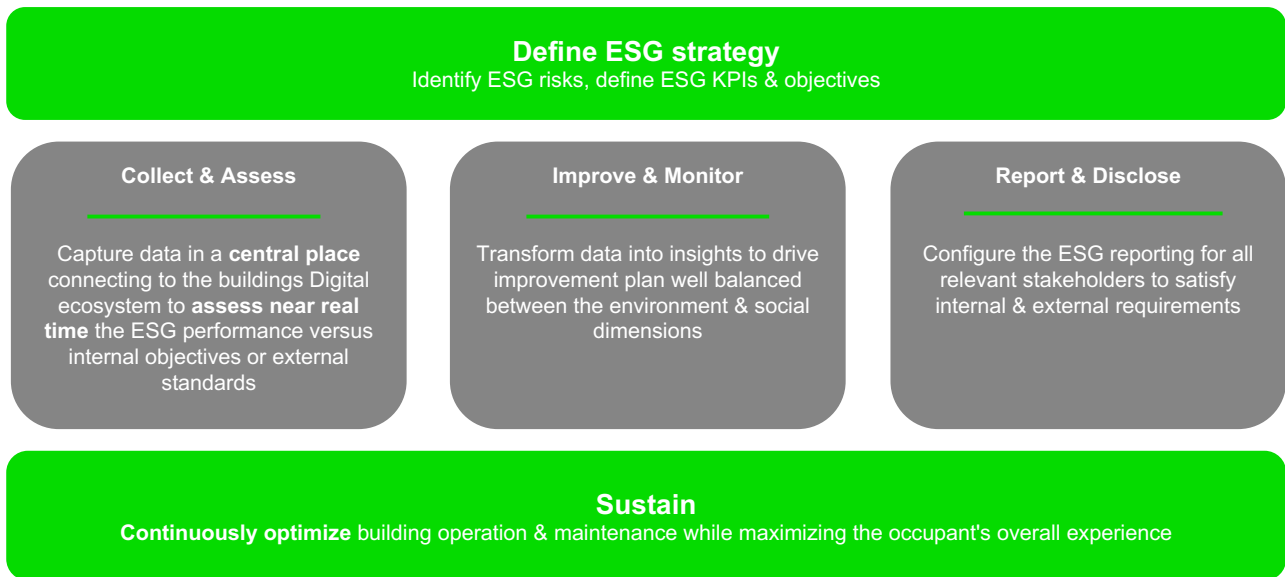 Define ESG strategy
Identify ESG risks, define ESG KPIs & objectives
Collect & Assess
Capture data in a central place
connecting to the buildings Digital
ecosystem to assess near real
time the ESG performance versus
internal objectives or external
standards
Improve & Monitor
Transform data into insights to drive
improvement plan well balanced
between the environment & social
dimensions
Report & Disclose
Configure the ESG reporting for all
relevant stakeholders to satisfy
internal & external requirements
Sustain
Continuously optimize building operation & maintenance while maximizing the occupant's overall experience